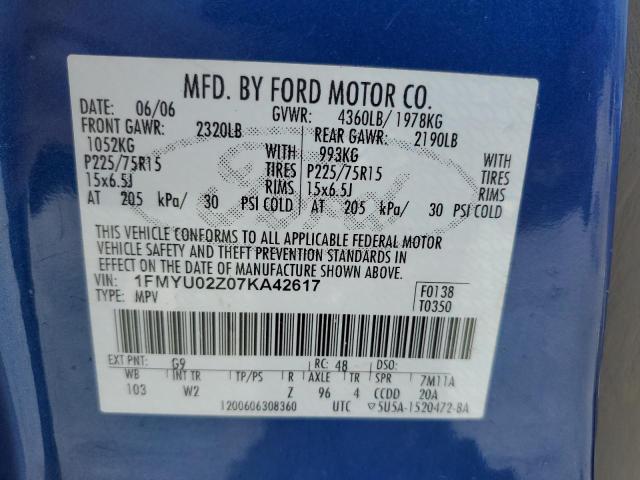 MFD. BY FORD MOTOR CO.
DATE: 06/06 GVWR: 4360LB/ 1978KG
FRONT GAWR: 2320LB REAR GAWR: 2190LB
1052KG WITH 993KG WITH
P225/75R15 TIRES P225/75R15 TIRES
15x6.5J RIMS 15x6.5J RIMS
AT 205 kPa/ 30 PSI COLD AT 205 kPa/ 30 PSI COLD
THIS VEHICLE CONFORMS TO ALL APPLICABLE FEDERAL MOTOR
VEHICLE SAFETY AND THEFT PREVENTION STANDARDS IN
EFFECT ON THE DATE OF MANUFACTURE SHOWN ABOVE.
VIN: 1FMYU02Z07KA42617 F0138
TYPE: MPV T0350
EXT PNT: G9 RC: 48 DSO:
WB INT TR TP/PS R AXLE TR SPR 7M11A
103 W2 Z 96 4 CCDD 20A
1200606308360 UTC ▽5U5A-1520472-BA